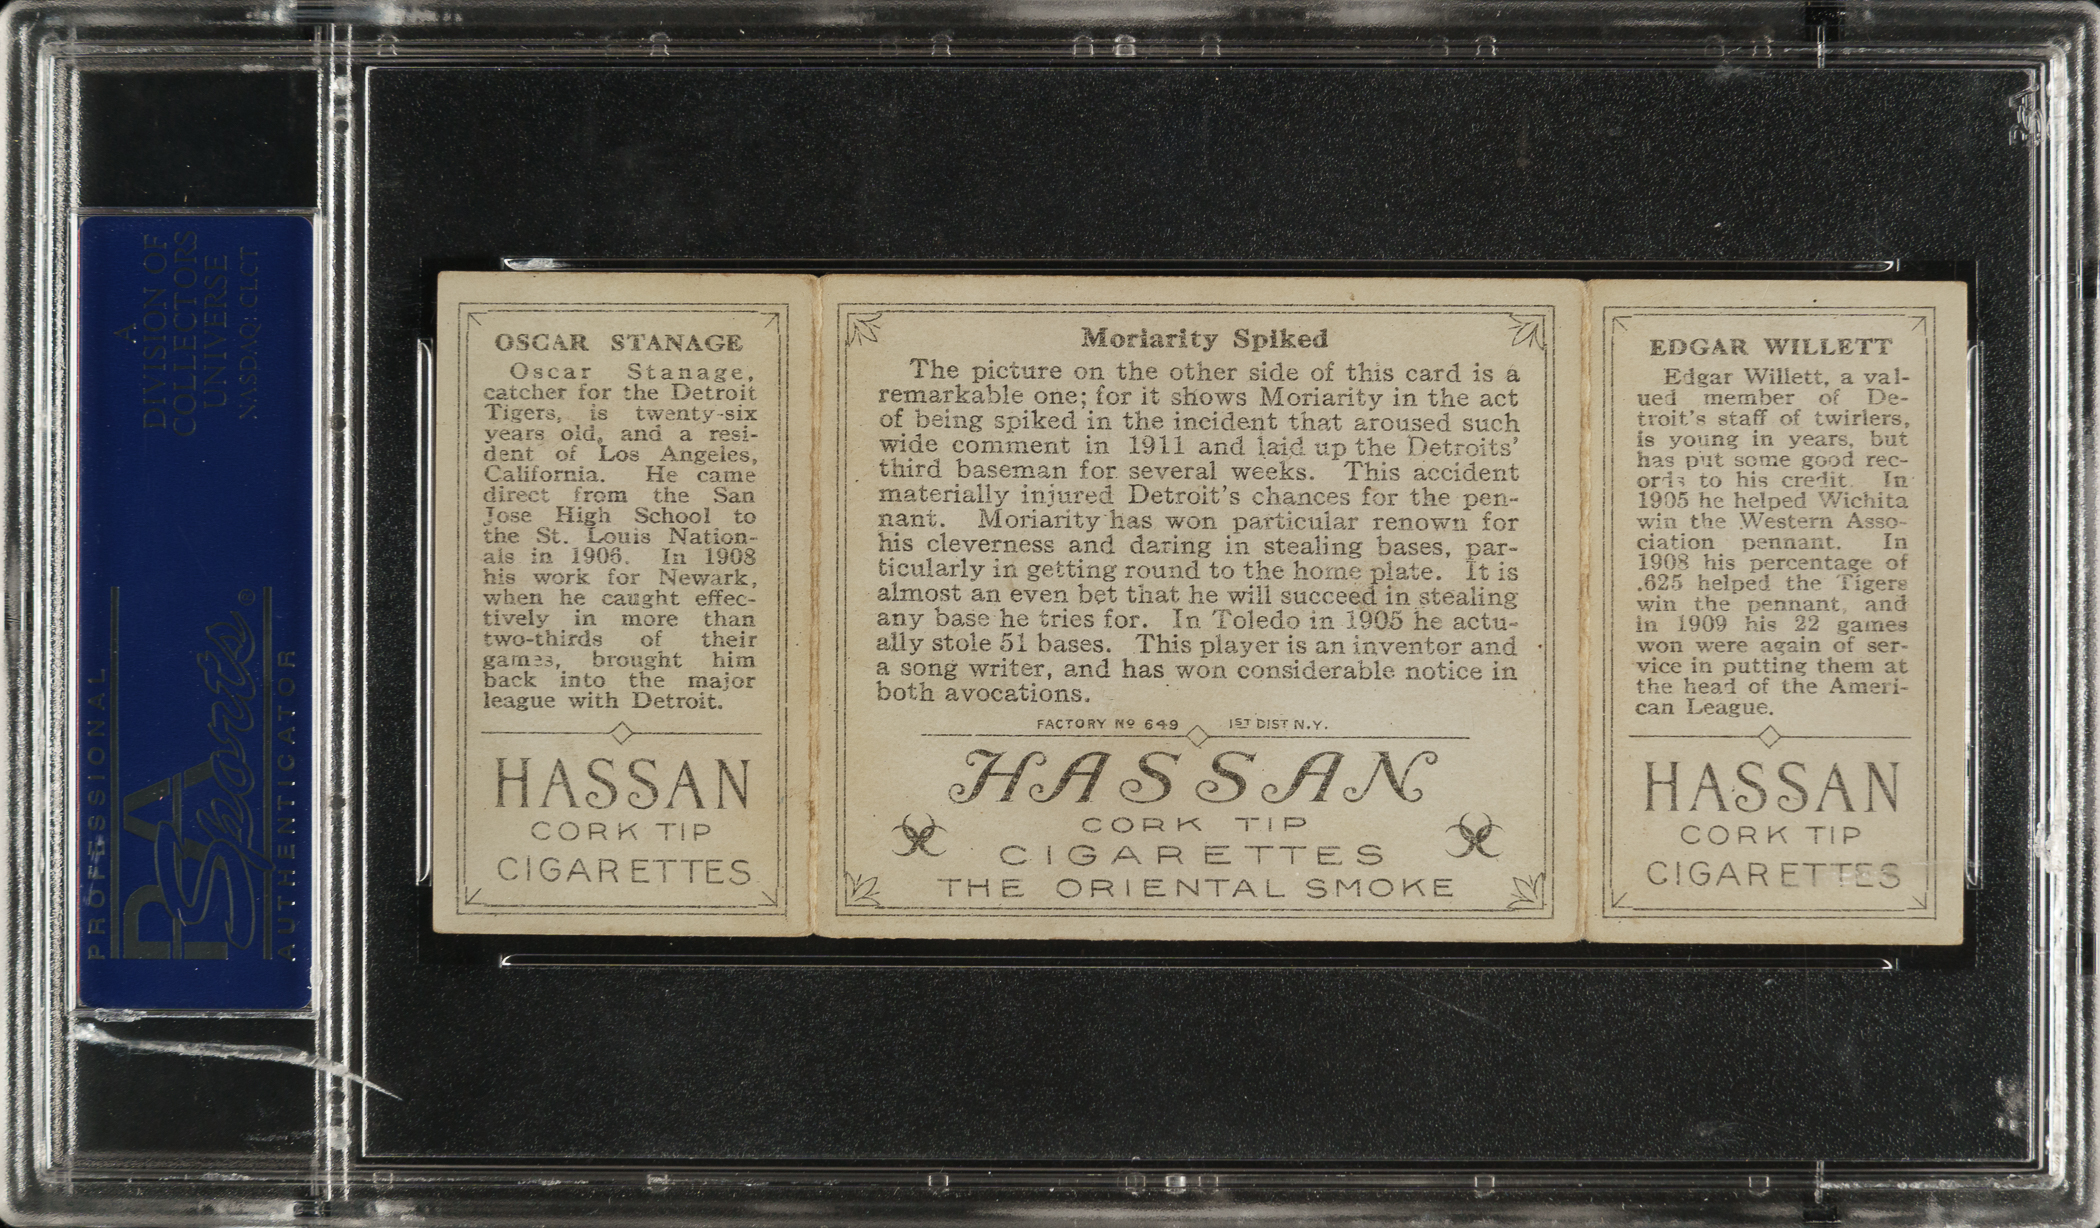 A
DIVISION OF
COLLECTORS
UNIVERSE
NASDAQ: CLCT
PROFESSIONAL
PSA
Sports®
AUTHENTICATOR
OSCAR STANAGE
Oscar Stanage,
catcher for the Detroit
Tigers, is twenty-six
years old, and a resi-
dent of Los Angeles,
California. He came
direct from the San
Jose High School to
the St. Louis Nation-
als in 1906. In 1908
his work for Newark,
when he caught effec-
tively in more than
two-thirds of their
games, brought him
back into the major
league with Detroit.
HASSAN
CORK TIP
CIGARETTES
Moriarity Spiked
The picture on the other side of this card is a
remarkable one; for it shows Moriarity in the act
of being spiked in the incident that aroused such
wide comment in 1911 and laid up the Detroits'
third baseman for several weeks. This accident
materially injured Detroit's chances for the pen-
nant. Moriarity has won particular renown for
his cleverness and daring in stealing bases, par-
ticularly in getting round to the home plate. It is
almost an even bet that he will succeed in stealing
any base he tries for. In Toledo in 1905 he actu-
ally stole 51 bases. This player is an inventor and
a song writer, and has won considerable notice in
both avocations.
FACTORY No 649 1ST DIST N.Y.
HASSAN
CORK TIP
CIGARETTES
THE ORIENTAL SMOKE
EDGAR WILLETT
Edgar Willett, a val-
ued member of De-
troit's staff of twirlers,
is young in years, but
has put some good rec-
ords to his credit. In
1905 he helped Wichita
win the Western Asso-
ciation pennant. In
1908 his percentage of
.625 helped the Tigers
win the pennant, and
in 1909 his 22 games
won were again of ser-
vice in putting them at
the head of the Ameri-
can League.
HASSAN
CORK TIP
CIGARETTES
PSA